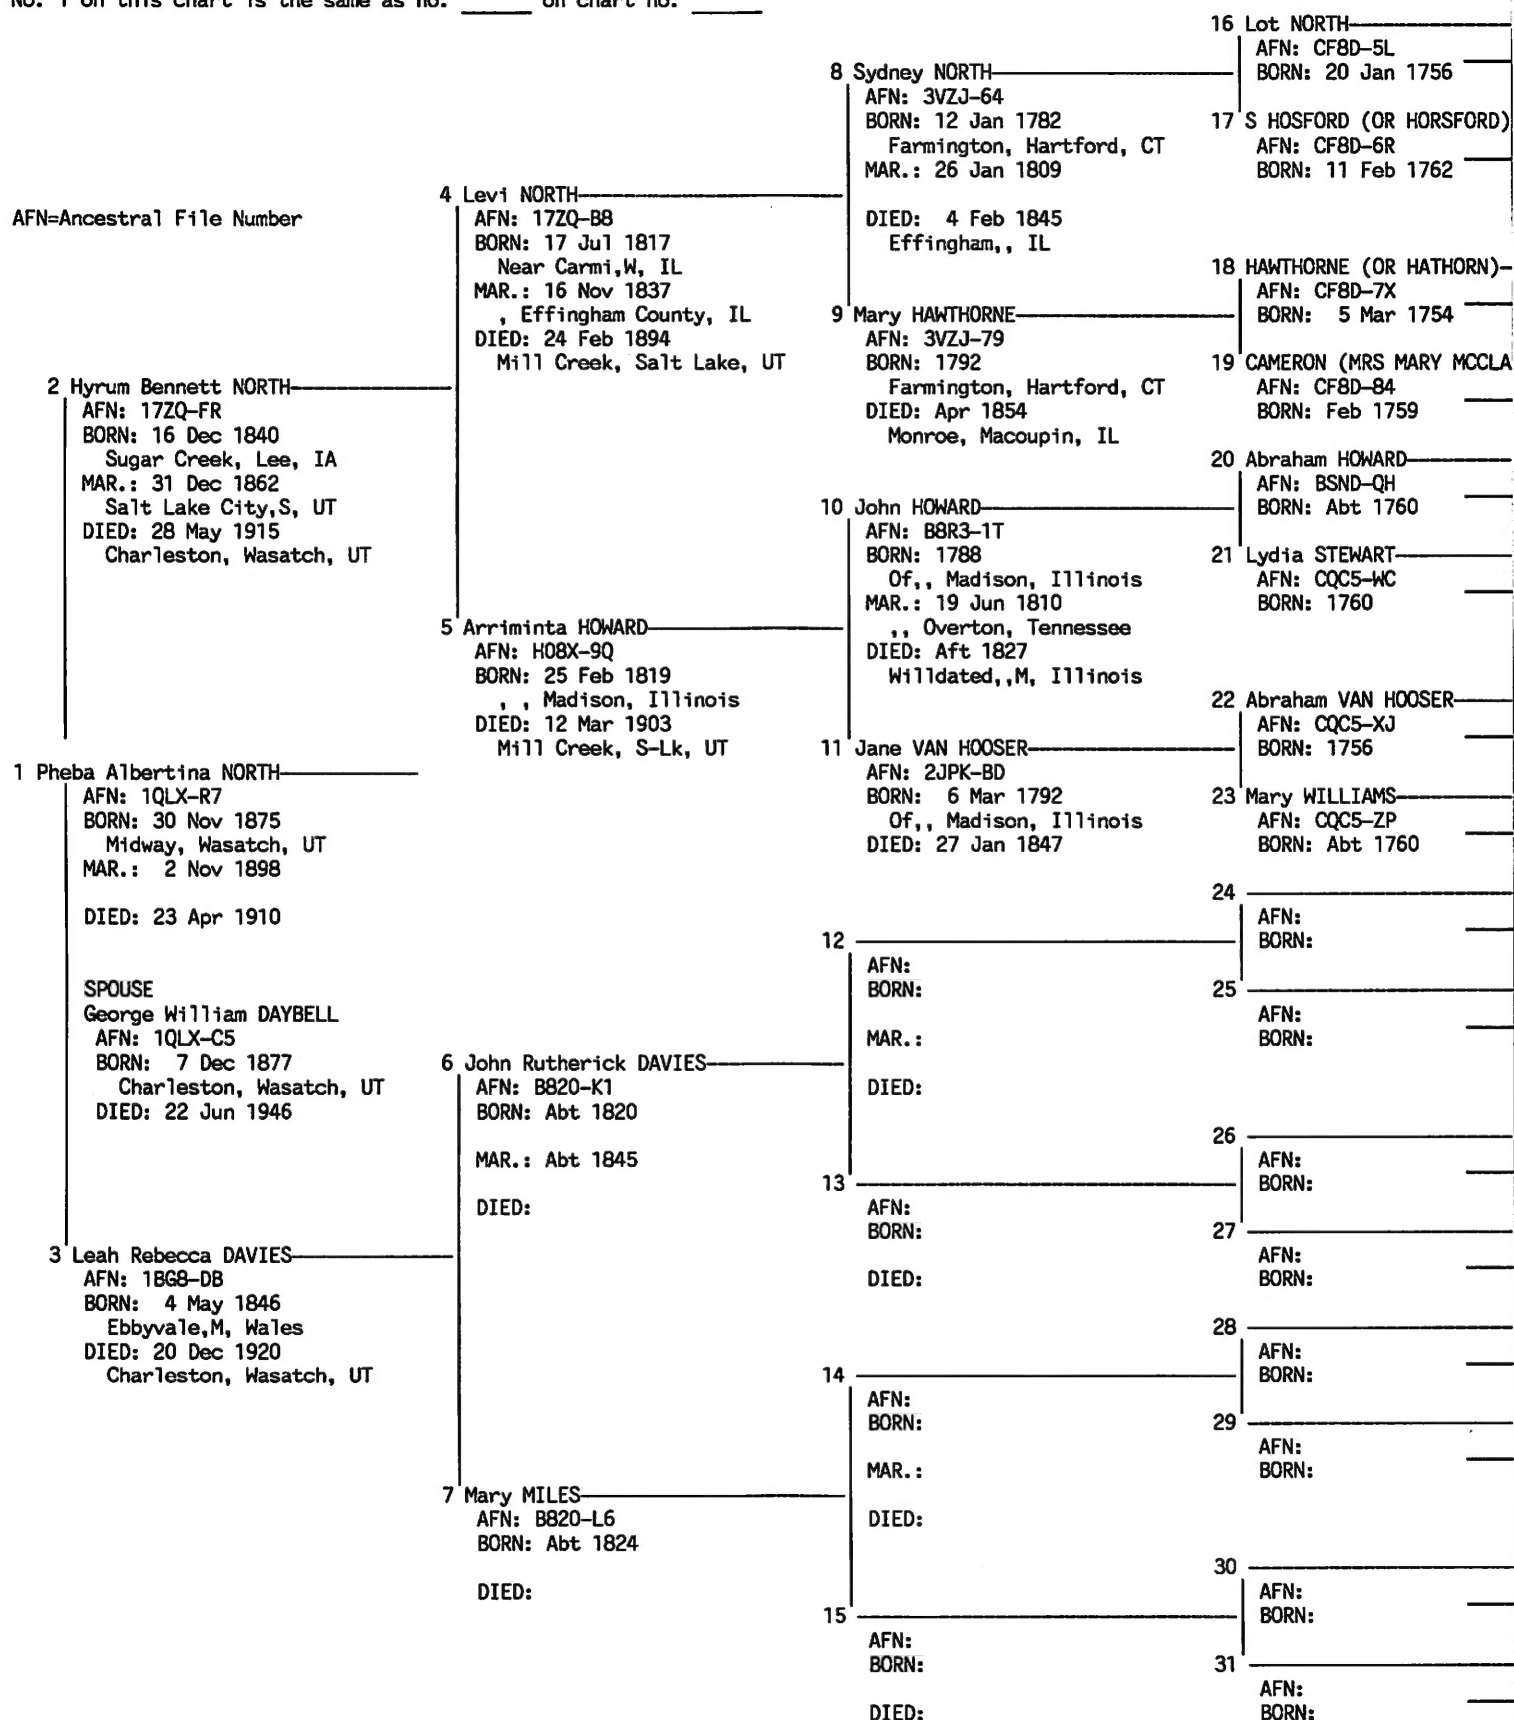 No. 1 on this chart is the same as no. ______ on chart no. ______
AFN=Ancestral File Number
1 Pheba Albertina NORTH
AFN: 1QLX-R7
BORN: 30 Nov 1875
Midway, Wasatch, UT
MAR.: 2 Nov 1898
DIED: 23 Apr 1910
SPOUSE
George William DAYBELL
AFN: 1QLX-C5
BORN: 7 Dec 1877
Charleston, Wasatch, UT
DIED: 22 Jun 1946
2 Hyrum Bennett NORTH
AFN: 17ZQ-FR
BORN: 16 Dec 1840
Sugar Creek, Lee, IA
MAR.: 31 Dec 1862
Salt Lake City,S, UT
DIED: 28 May 1915
Charleston, Wasatch, UT
3 Leah Rebecca DAVIES
AFN: 1BG8-DB
BORN: 4 May 1846
Ebbyvale,M, Wales
DIED: 20 Dec 1920
Charleston, Wasatch, UT
4 Levi NORTH
AFN: 17ZQ-B8
BORN: 17 Jul 1817
Near Carmi,W, IL
MAR.: 16 Nov 1837
, Effingham County, IL
DIED: 24 Feb 1894
Mill Creek, Salt Lake, UT
5 Arriminta HOWARD
AFN: H08X-9Q
BORN: 25 Feb 1819
, , Madison, Illinois
DIED: 12 Mar 1903
Mill Creek, S-Lk, UT
6 John Rutherick DAVIES
AFN: B820-K1
BORN: Abt 1820
MAR.: Abt 1845
DIED:
7 Mary MILES
AFN: B820-L6
BORN: Abt 1824
DIED:
8 Sydney NORTH
AFN: 3VZJ-64
BORN: 12 Jan 1782
Farmington, Hartford, CT
MAR.: 26 Jan 1809
DIED: 4 Feb 1845
Effingham,, IL
9 Mary HAWTHORNE
AFN: 3VZJ-79
BORN: 1792
Farmington, Hartford, CT
DIED: Apr 1854
Monroe, Macoupin, IL
10 John HOWARD
AFN: B8R3-1T
BORN: 1788
Of,, Madison, Illinois
MAR.: 19 Jun 1810
,, Overton, Tennessee
DIED: Aft 1827
Willdated,,M, Illinois
11 Jane VAN HOOSER
AFN: 2JPK-BD
BORN: 6 Mar 1792
Of,, Madison, Illinois
DIED: 27 Jan 1847
12
AFN:
BORN:
MAR.:
DIED:
13
AFN:
BORN:
DIED:
14
AFN:
BORN:
MAR.:
DIED:
15
AFN:
BORN:
DIED:
16 Lot NORTH
AFN: CF8D-5L
BORN: 20 Jan 1756
17 S HOSFORD (OR HORSFORD)
AFN: CF8D-6R
BORN: 11 Feb 1762
18 HAWTHORNE (OR HATHORN)
AFN: CF8D-7X
BORN: 5 Mar 1754
19 CAMERON (MRS MARY MCCLA
AFN: CF8D-84
BORN: Feb 1759
20 Abraham HOWARD
AFN: BSND-QH
BORN: Abt 1760
21 Lydia STEWART
AFN: CQC5-WC
BORN: 1760
22 Abraham VAN HOOSER
AFN: CQC5-XJ
BORN: 1756
23 Mary WILLIAMS
AFN: CQC5-ZP
BORN: Abt 1760
24
AFN:
BORN:
25
AFN:
BORN:
26
AFN:
BORN:
27
AFN:
BORN:
28
AFN:
BORN:
29
AFN:
BORN:
30
AFN:
BORN:
31
AFN:
BORN: